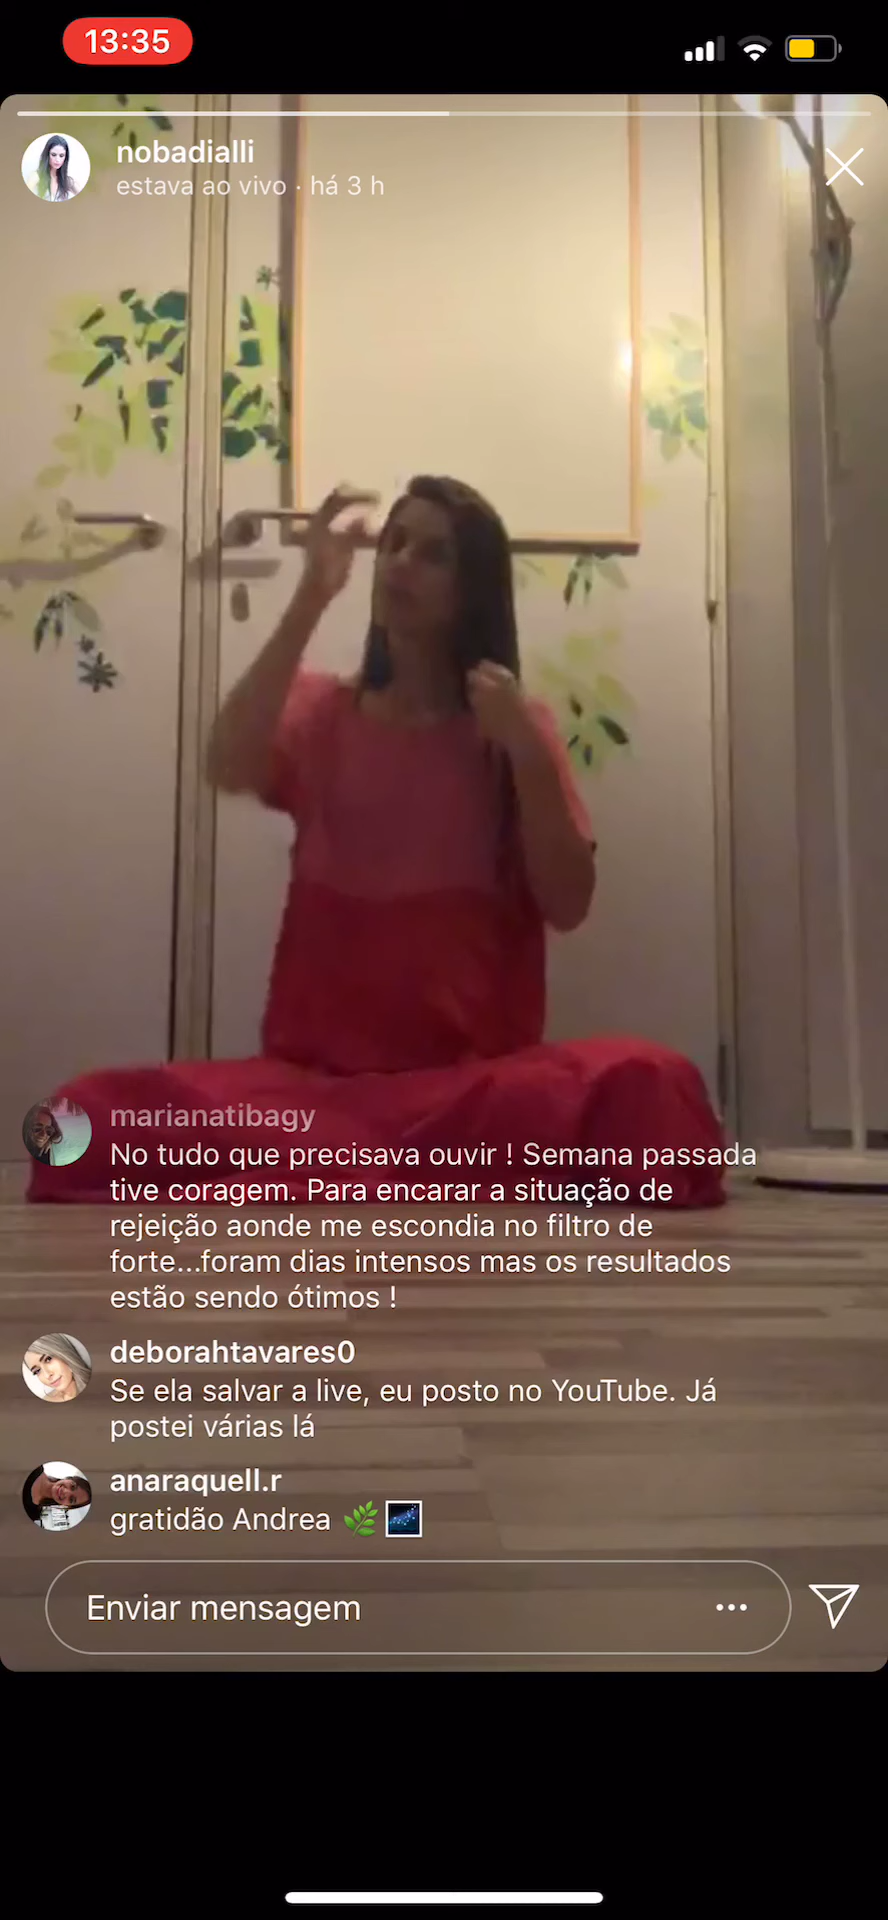 13:35
nobadialli
estava ao vivo · há 3 h
marianatibagy
No tudo que precisava ouvir ! Semana passada
tive coragem. Para encarar a situação de
rejeição aonde me escondia no filtro de
forte...foram dias intensos mas os resultados
estão sendo ótimos !
deborahtavares0
Se ela salvar a live, eu posto no YouTube. Já
postei várias lá
anaraquell.r
gratidão Andrea 🌿🌌
Enviar mensagem